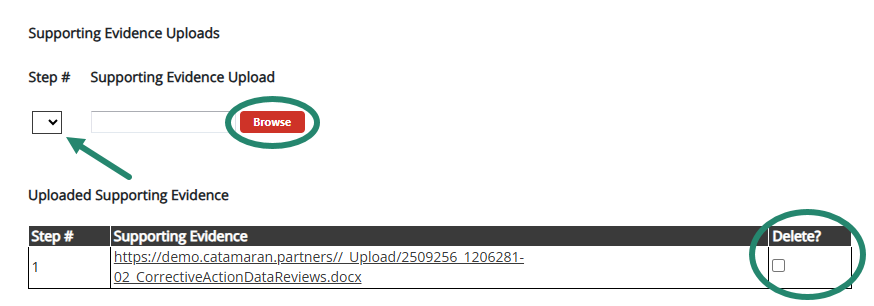 Supporting Evidence Uploads
Step # Supporting Evidence Upload
Browse
Uploaded Supporting Evidence
Step # Supporting Evidence Delete?
1 https://demo.catamaran.partners//_Upload/2509256_1206281-
02_CorrectiveActionDataReviews.docx